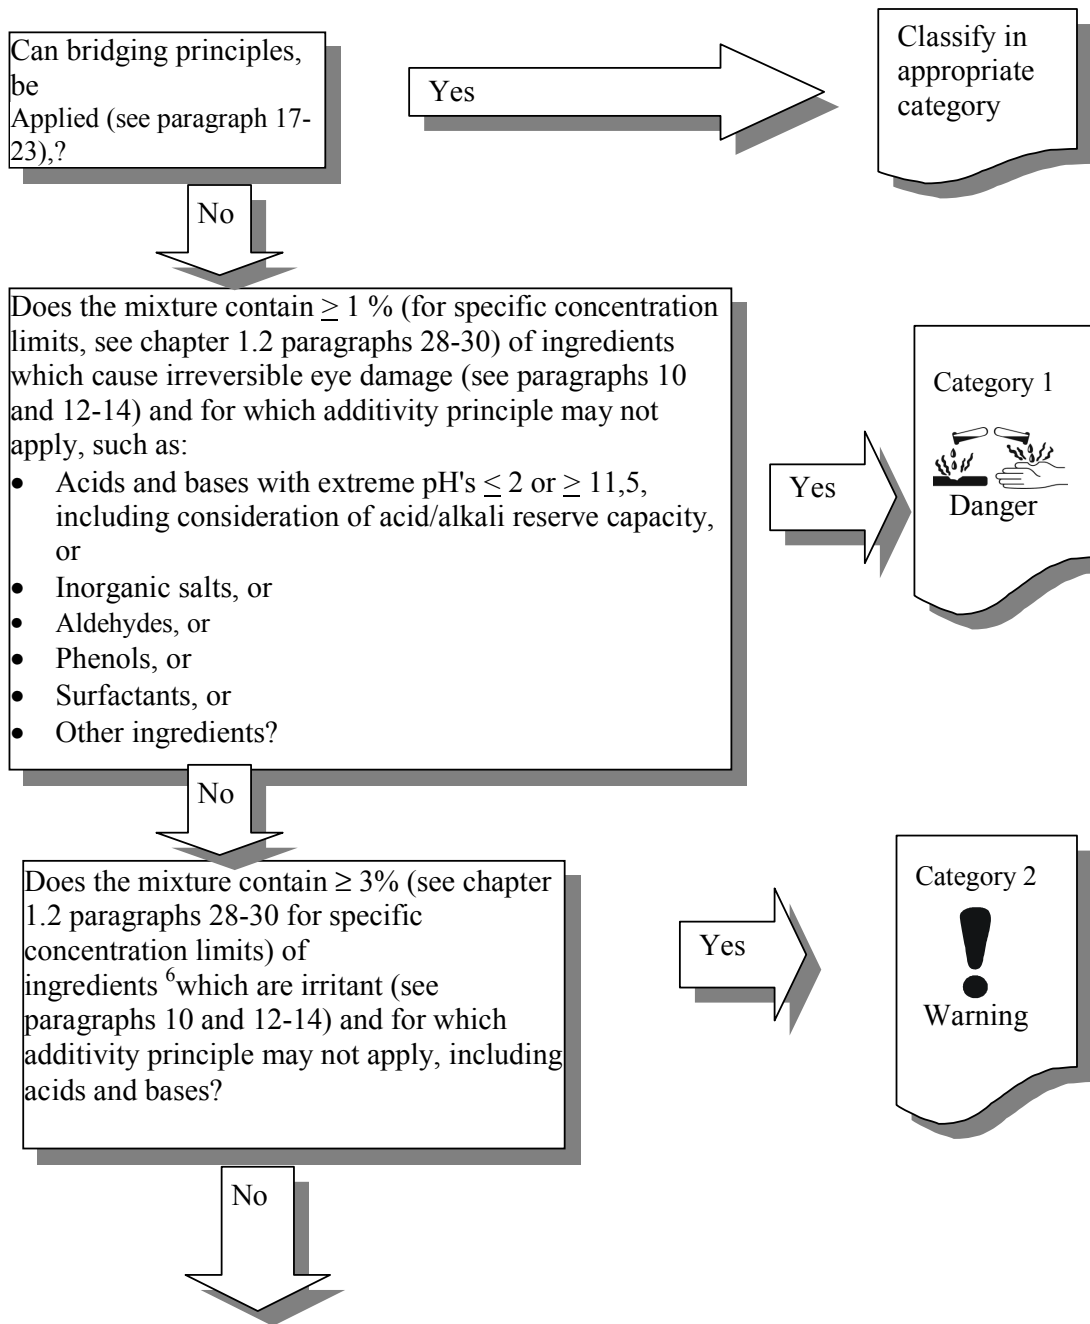 Can bridging principles,
be
Applied (see paragraph 17-
23),?
Yes
Classify in
appropriate
category
No
Does the mixture contain ≥ 1 % (for specific concentration
limits, see chapter 1.2 paragraphs 28-30) of ingredients
which cause irreversible eye damage (see paragraphs 10
and 12-14) and for which additivity principle may not
apply, such as:
• Acids and bases with extreme pH's ≤ 2 or ≥ 11,5,
including consideration of acid/alkali reserve capacity,
or
• Inorganic salts, or
• Aldehydes, or
• Phenols, or
• Surfactants, or
• Other ingredients?
Yes
Category 1
Danger
No
Does the mixture contain ≥ 3% (see chapter
1.2 paragraphs 28-30 for specific
concentration limits) of
ingredients ⁶which are irritant (see
paragraphs 10 and 12-14) and for which
additivity principle may not apply, including
acids and bases?
Yes
Category 2
Warning
No